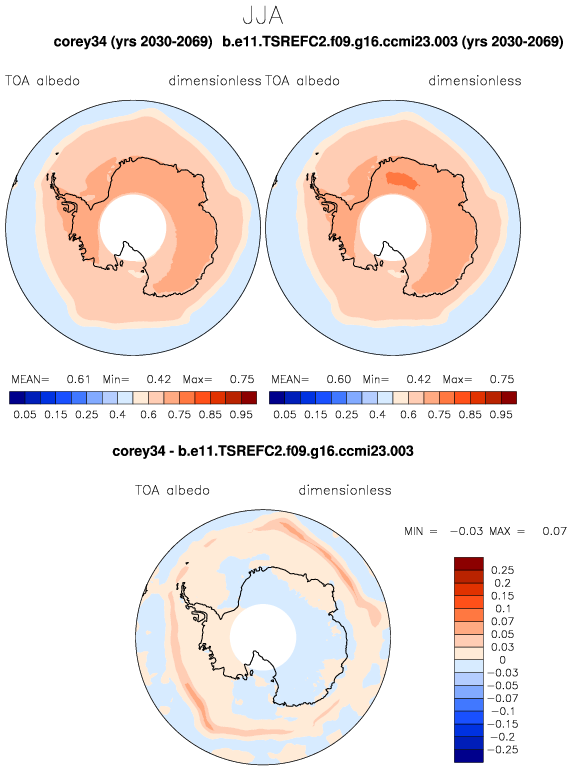 JJA
corey34 (yrs 2030-2069) b.e11.TSREFC2.f09.g16.ccmi23.003 (yrs 2030-2069)
TOA albedo dimensionless TOA albedo dimensionless
MEAN= 0.61 Min= 0.42 Max= 0.75 MEAN= 0.60 Min= 0.42 Max= 0.75
0.05 0.15 0.25 0.4 0.6 0.75 0.85 0.95 0.05 0.15 0.25 0.4 0.6 0.75 0.85 0.95
corey34 - b.e11.TSREFC2.f09.g16.ccmi23.003
TOA albedo dimensionless
MIN = -0.03 MAX = 0.07
0.25
0.2
0.15
0.1
0.07
0.05
0.03
0
-0.03
-0.05
-0.07
-0.1
-0.15
-0.2
-0.25